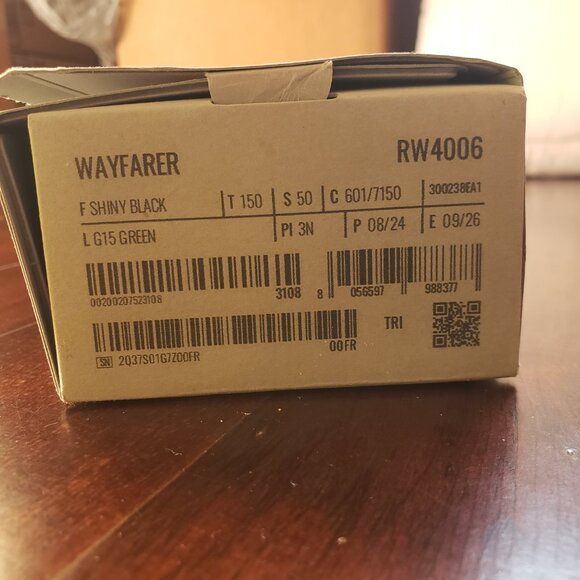 WAYFARER RW4006
F SHINY BLACK T 150 S 50 C 601/7150 300238EA1
L G15 GREEN PI 3N P 08/24 E 09/26
00200207523108 3108 8 056597 988377
TRI
00FR
SN 2Q37S01G7Z00FR